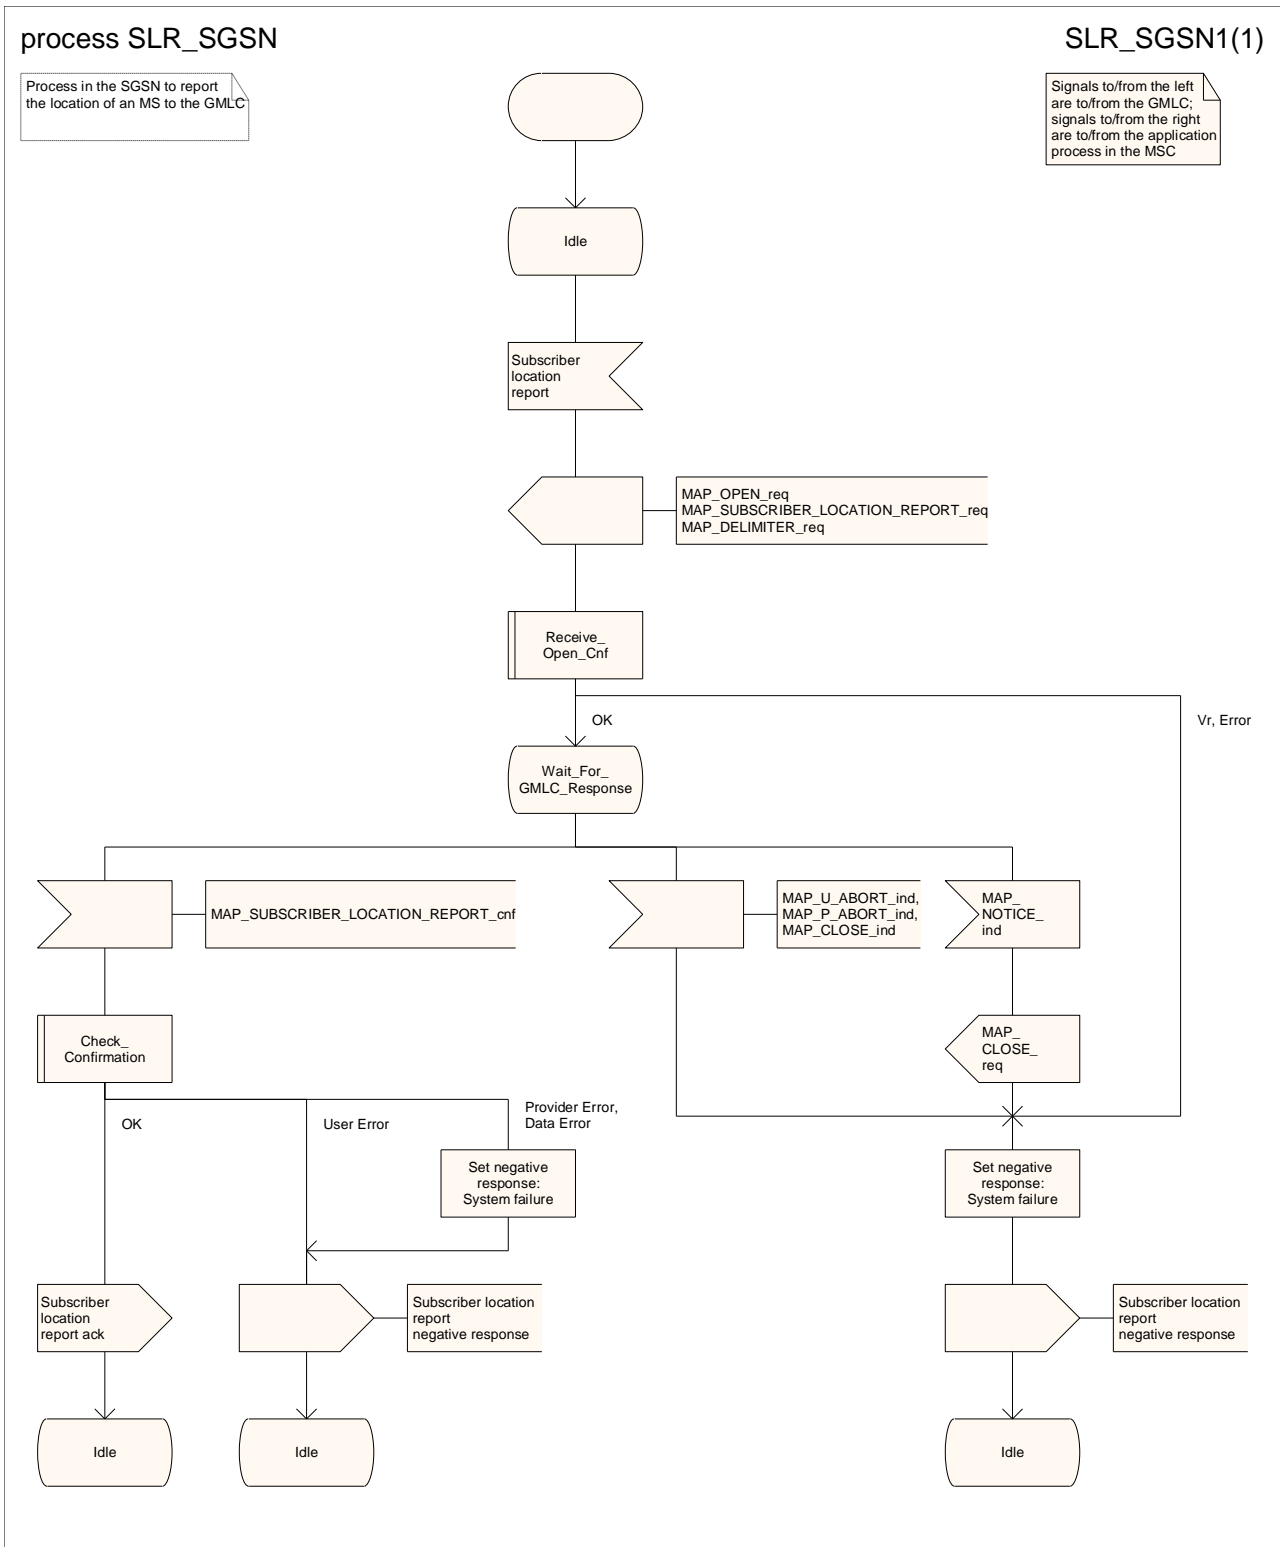 process SLR_SGSN
SLR_SGSN1(1)
Process in the SGSN to report
the location of an MS to the GMLC
Signals to/from the left
are to/from the GMLC;
signals to/from the right
are to/from the application
process in the MSC
Idle
Subscriber
location
report
MAP_OPEN_req
MAP_SUBSCRIBER_LOCATION_REPORT_req
MAP_DELIMITER_req
Receive_
Open_Cnf
OK
Vr, Error
Wait_For_
GMLC_Response
MAP_SUBSCRIBER_LOCATION_REPORT_cnf
MAP_U_ABORT_ind,
MAP_P_ABORT_ind,
MAP_CLOSE_ind
MAP_
NOTICE_
ind
Check_
Confirmation
MAP_
CLOSE_
req
OK
User Error
Provider Error,
Data Error
Set negative
response:
System failure
Set negative
response:
System failure
Subscriber
location
report ack
Subscriber location
report
negative response
Subscriber location
report
negative response
Idle
Idle
Idle